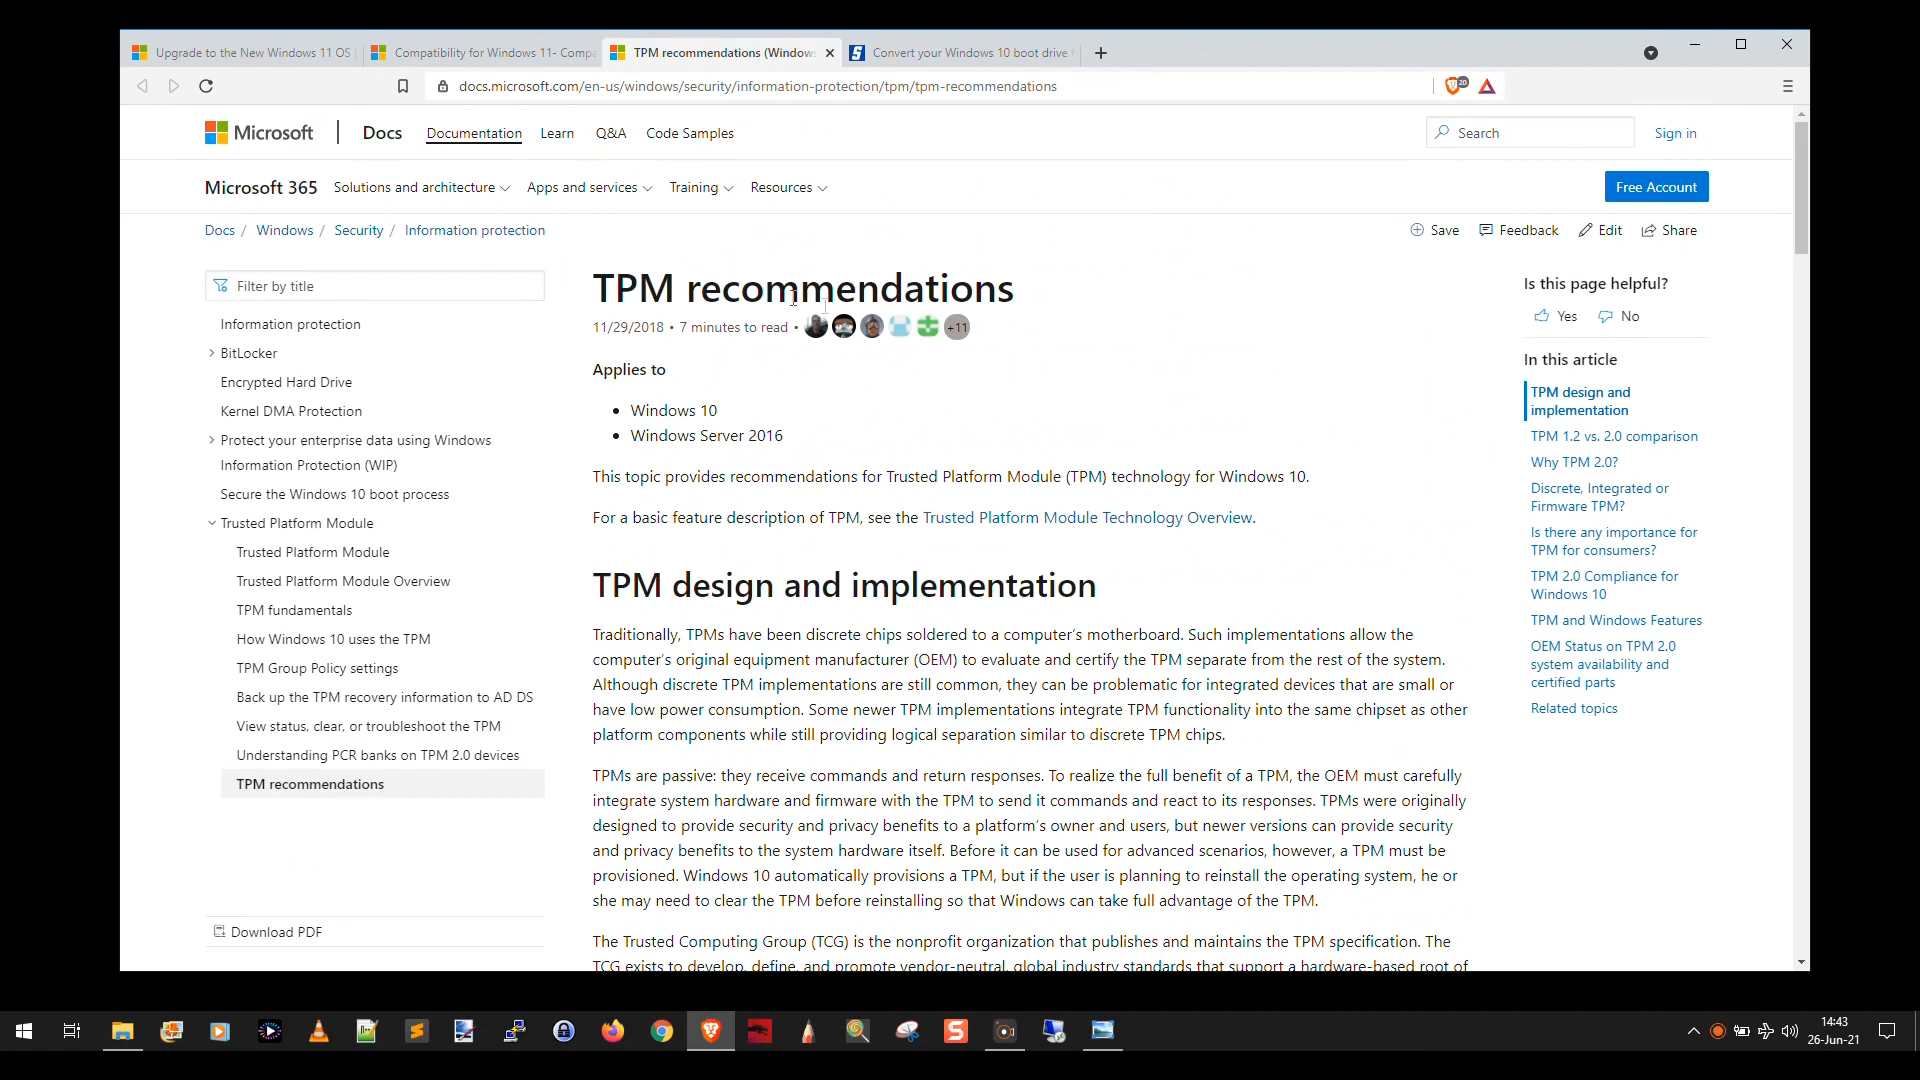 Upgrade to the New Windows 11 OS
Compatibility for Windows 11- Compa
TPM recommendations (Window
Convert your Windows 10 boot drive
docs.microsoft.com/en-us/windows/security/information-protection/tpm/tpm-recommendations
20
Microsoft
Docs
Documentation
Learn
Q&A
Code Samples
Search
Sign in
Microsoft 365
Solutions and architecture
Apps and services
Training
Resources
Free Account
Docs / Windows / Security / Information protection
Save
Feedback
Edit
Share
Filter by title
Information protection
BitLocker
Encrypted Hard Drive
Kernel DMA Protection
Protect your enterprise data using Windows
Information Protection (WIP)
Secure the Windows 10 boot process
Trusted Platform Module
Trusted Platform Module
Trusted Platform Module Overview
TPM fundamentals
How Windows 10 uses the TPM
TPM Group Policy settings
Back up the TPM recovery information to AD DS
View status, clear, or troubleshoot the TPM
Understanding PCR banks on TPM 2.0 devices
TPM recommendations
Download PDF
TPM recommendations
11/29/2018 • 7 minutes to read •
+11
Applies to
• Windows 10
• Windows Server 2016
This topic provides recommendations for Trusted Platform Module (TPM) technology for Windows 10.
For a basic feature description of TPM, see the Trusted Platform Module Technology Overview.
TPM design and implementation
Traditionally, TPMs have been discrete chips soldered to a computer's motherboard. Such implementations allow the
computer's original equipment manufacturer (OEM) to evaluate and certify the TPM separate from the rest of the system.
Although discrete TPM implementations are still common, they can be problematic for integrated devices that are small or
have low power consumption. Some newer TPM implementations integrate TPM functionality into the same chipset as other
platform components while still providing logical separation similar to discrete TPM chips.
TPMs are passive: they receive commands and return responses. To realize the full benefit of a TPM, the OEM must carefully
integrate system hardware and firmware with the TPM to send it commands and react to its responses. TPMs were originally
designed to provide security and privacy benefits to a platform's owner and users, but newer versions can provide security
and privacy benefits to the system hardware itself. Before it can be used for advanced scenarios, however, a TPM must be
provisioned. Windows 10 automatically provisions a TPM, but if the user is planning to reinstall the operating system, he or
she may need to clear the TPM before reinstalling so that Windows can take full advantage of the TPM.
The Trusted Computing Group (TCG) is the nonprofit organization that publishes and maintains the TPM specification. The
TCG exists to develop, define, and promote vendor-neutral, global industry standards that support a hardware-based root of
Is this page helpful?
Yes
No
In this article
TPM design and
implementation
TPM 1.2 vs. 2.0 comparison
Why TPM 2.0?
Discrete, Integrated or
Firmware TPM?
Is there any importance for
TPM for consumers?
TPM 2.0 Compliance for
Windows 10
TPM and Windows Features
OEM Status on TPM 2.0
system availability and
certified parts
Related topics
14:43
26-Jun-21